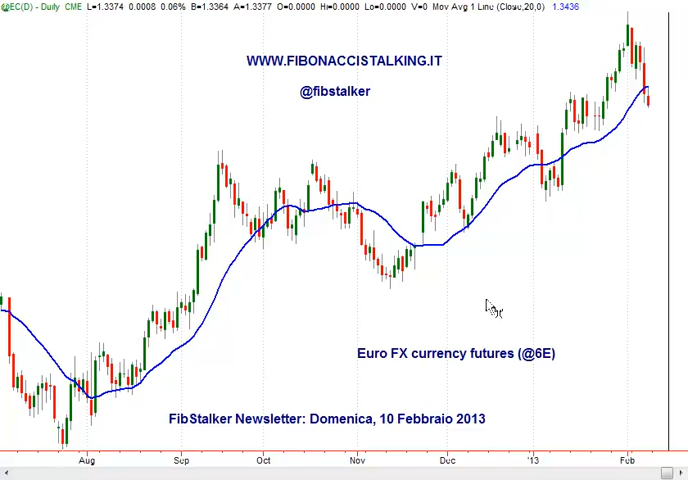 @EC(D) - Daily CME L=1.3374 0.0008 0.06% B=1.3364 A=1.3377 O=0.0000 Hi=0.0000 Lo=0.0000 V=0 Mov Avg 1 Line (Close,20,0) 1.3436
WWW.FIBONACCISTALKING.IT
@fibstalker
Euro FX currency futures (@6E)
FibStalker Newsletter: Domenica, 10 Febbraio 2013
Aug Sep Oct Nov Dec '13 Feb